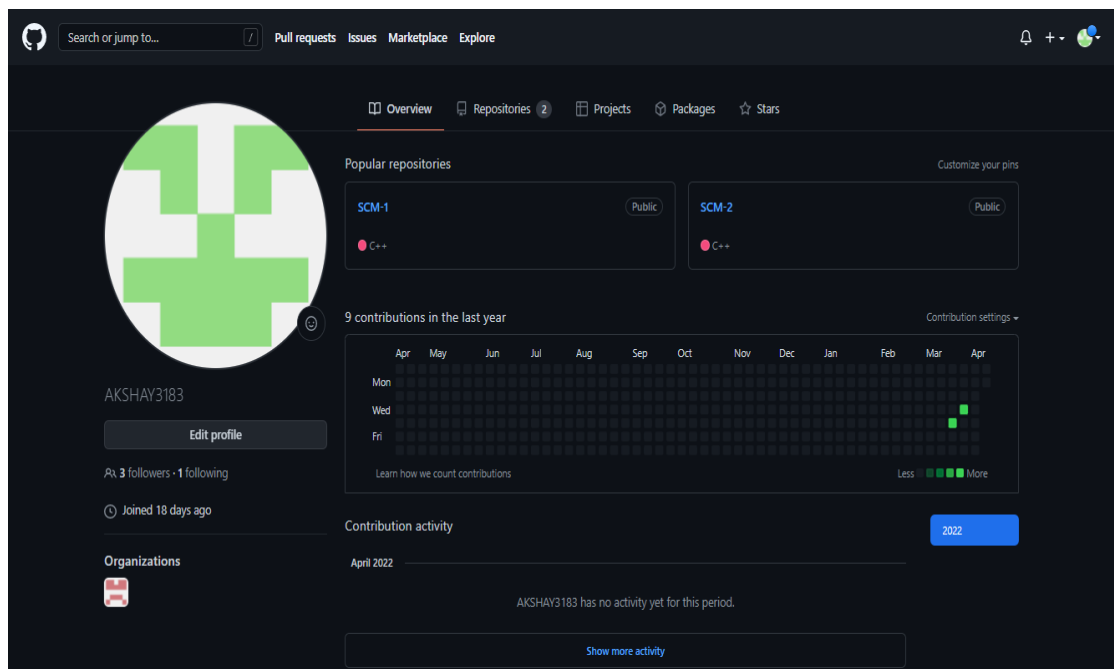 Search or jump to... /
Pull requests Issues Marketplace Explore
Overview Repositories 2 Projects Packages Stars
Popular repositories
Customize your pins
SCM-1 Public
C++
SCM-2 Public
C++
9 contributions in the last year
Contribution settings
Apr May Jun Jul Aug Sep Oct Nov Dec Jan Feb Mar Apr
Mon
Wed
Fri
Learn how we count contributions
Less More
AKSHAY3183
Edit profile
3 followers · 1 following
Joined 18 days ago
Organizations
Contribution activity
2022
April 2022
AKSHAY3183 has no activity yet for this period.
Show more activity